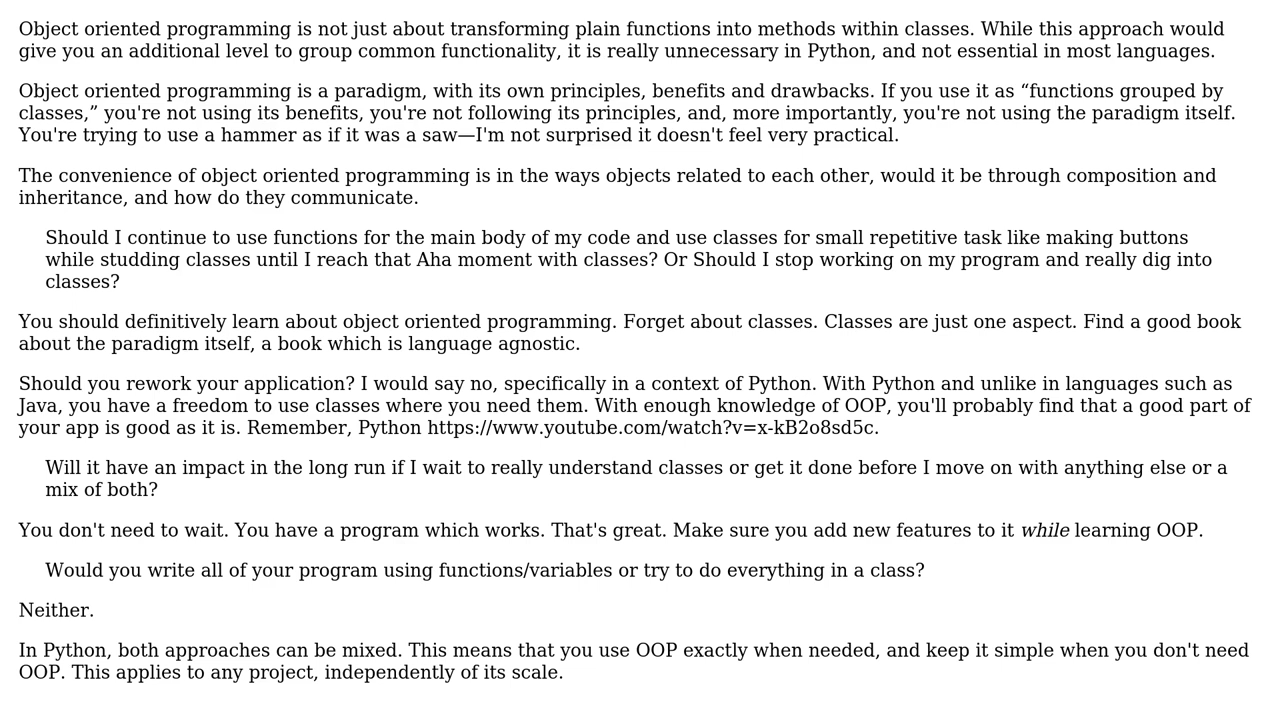 Object oriented programming is not just about transforming plain functions into methods within classes. While this approach would
give you an additional level to group common functionality, it is really unnecessary in Python, and not essential in most languages.
Object oriented programming is a paradigm, with its own principles, benefits and drawbacks. If you use it as “functions grouped by
classes,” you're not using its benefits, you're not following its principles, and, more importantly, you're not using the paradigm itself.
You're trying to use a hammer as if it was a saw—I'm not surprised it doesn't feel very practical.
The convenience of object oriented programming is in the ways objects related to each other, would it be through composition and
inheritance, and how do they communicate.
Should I continue to use functions for the main body of my code and use classes for small repetitive task like making buttons
while studding classes until I reach that Aha moment with classes? Or Should I stop working on my program and really dig into
classes?
You should definitively learn about object oriented programming. Forget about classes. Classes are just one aspect. Find a good book
about the paradigm itself, a book which is language agnostic.
Should you rework your application? I would say no, specifically in a context of Python. With Python and unlike in languages such as
Java, you have a freedom to use classes where you need them. With enough knowledge of OOP, you'll probably find that a good part of
your app is good as it is. Remember, Python https://www.youtube.com/watch?v=x-kB2o8sd5c.
Will it have an impact in the long run if I wait to really understand classes or get it done before I move on with anything else or a
mix of both?
You don't need to wait. You have a program which works. That's great. Make sure you add new features to it while learning OOP.
Would you write all of your program using functions/variables or try to do everything in a class?
Neither.
In Python, both approaches can be mixed. This means that you use OOP exactly when needed, and keep it simple when you don't need
OOP. This applies to any project, independently of its scale.